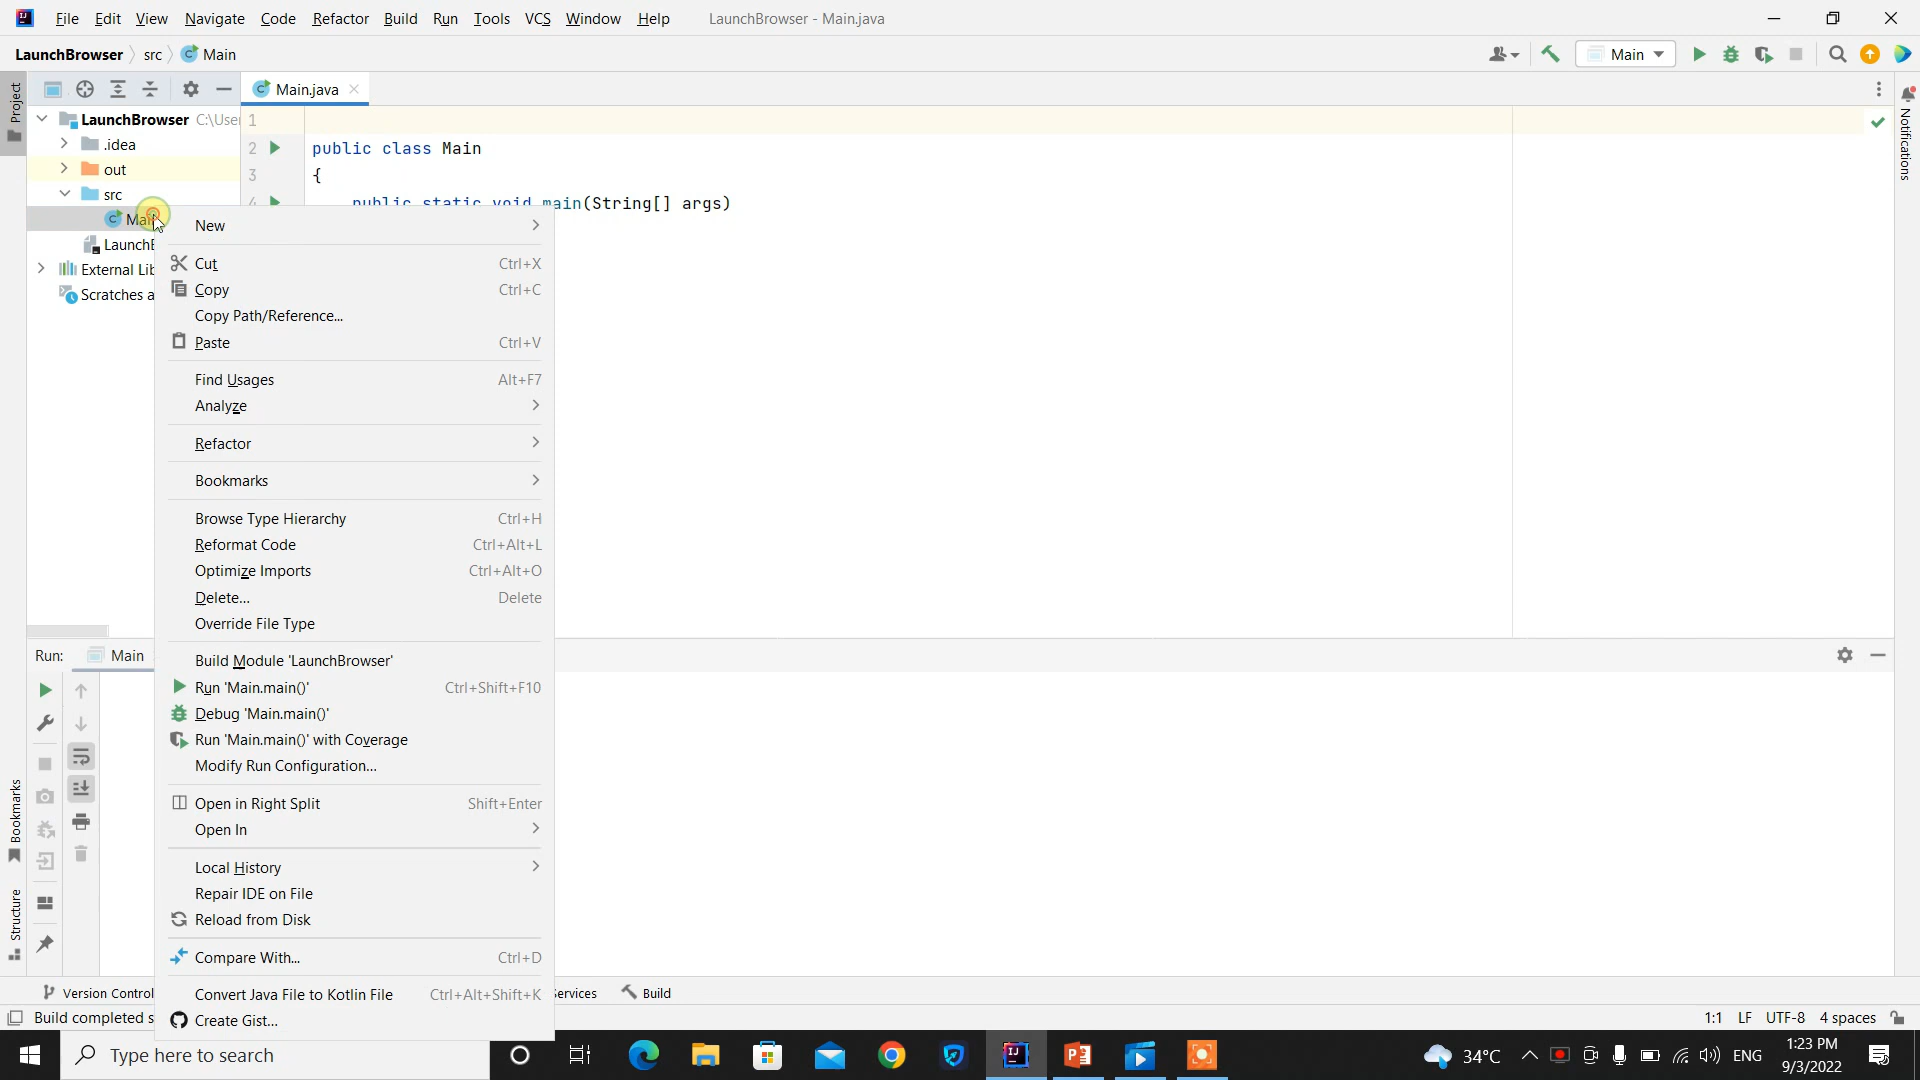 File Edit View Navigate Code Refactor Build Run Tools VCS Window Help LaunchBrowser - Main.java
LaunchBrowser src Main
Main
Project
Main.java
LaunchBrowser C:\User
.idea
out
src
Main
LaunchB
External Lib
Scratches a
1
2 public class Main
3 {
4 public static void main(String[] args)
Notifications
New
Cut Ctrl+X
Copy Ctrl+C
Copy Path/Reference...
Paste Ctrl+V
Find Usages Alt+F7
Analyze
Refactor
Bookmarks
Browse Type Hierarchy Ctrl+H
Reformat Code Ctrl+Alt+L
Optimize Imports Ctrl+Alt+O
Delete... Delete
Override File Type
Build Module 'LaunchBrowser'
Run 'Main.main()' Ctrl+Shift+F10
Debug 'Main.main()'
Run 'Main.main()' with Coverage
Modify Run Configuration...
Open in Right Split Shift+Enter
Open In
Local History
Repair IDE on File
Reload from Disk
Compare With... Ctrl+D
Convert Java File to Kotlin File Ctrl+Alt+Shift+K
Create Gist...
Run: Main
Bookmarks
Structure
Version Control ervices Build
Build completed s 1:1 LF UTF-8 4 spaces
Type here to search
34°C ENG
1:23 PM
9/3/2022